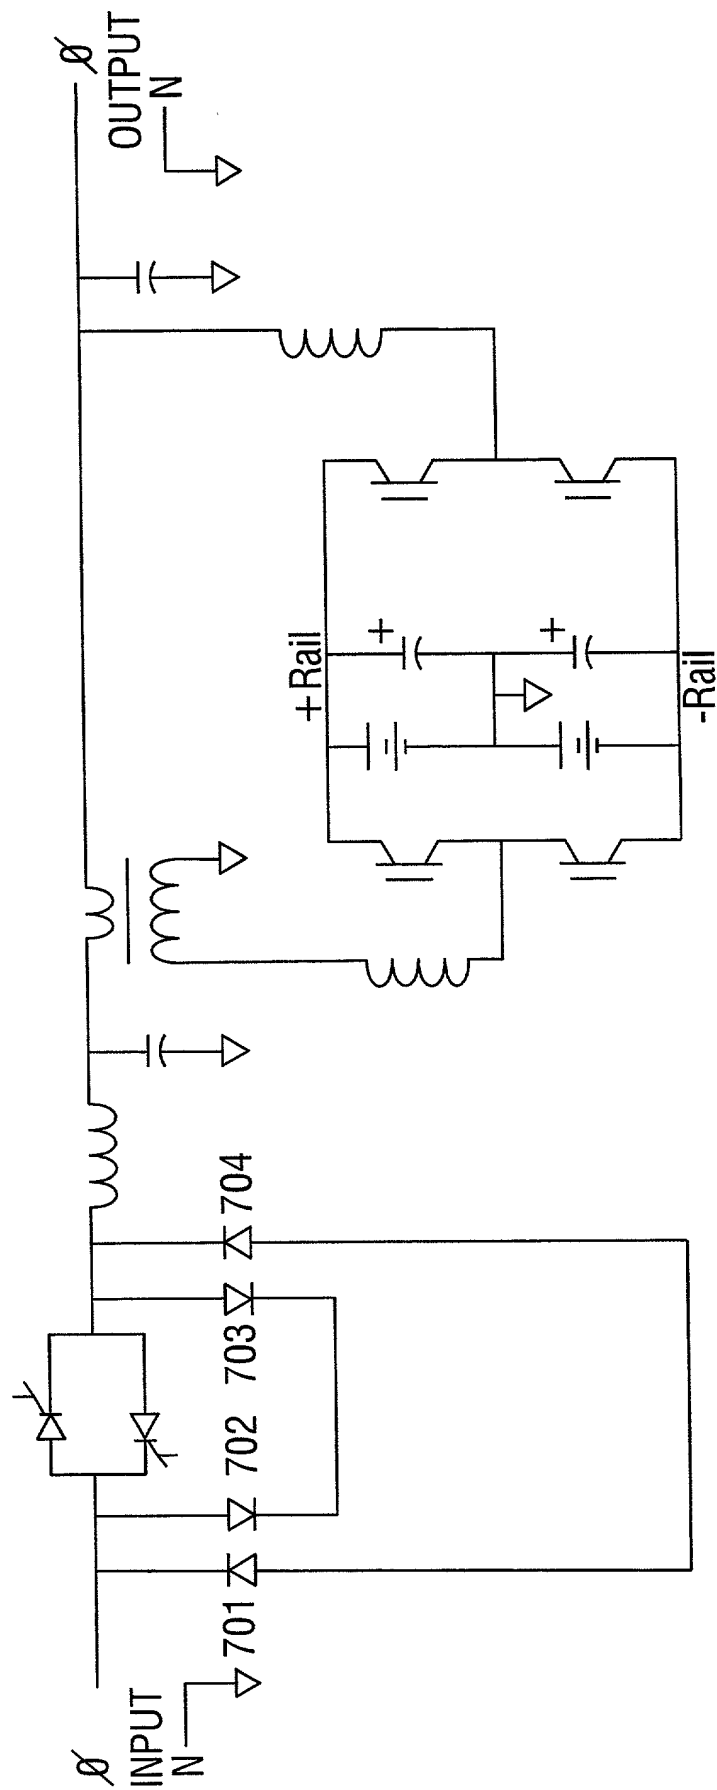 Ø
INPUT
N
701
702
703
704
+Rail
-Rail
+
+
Ø
OUTPUT
N